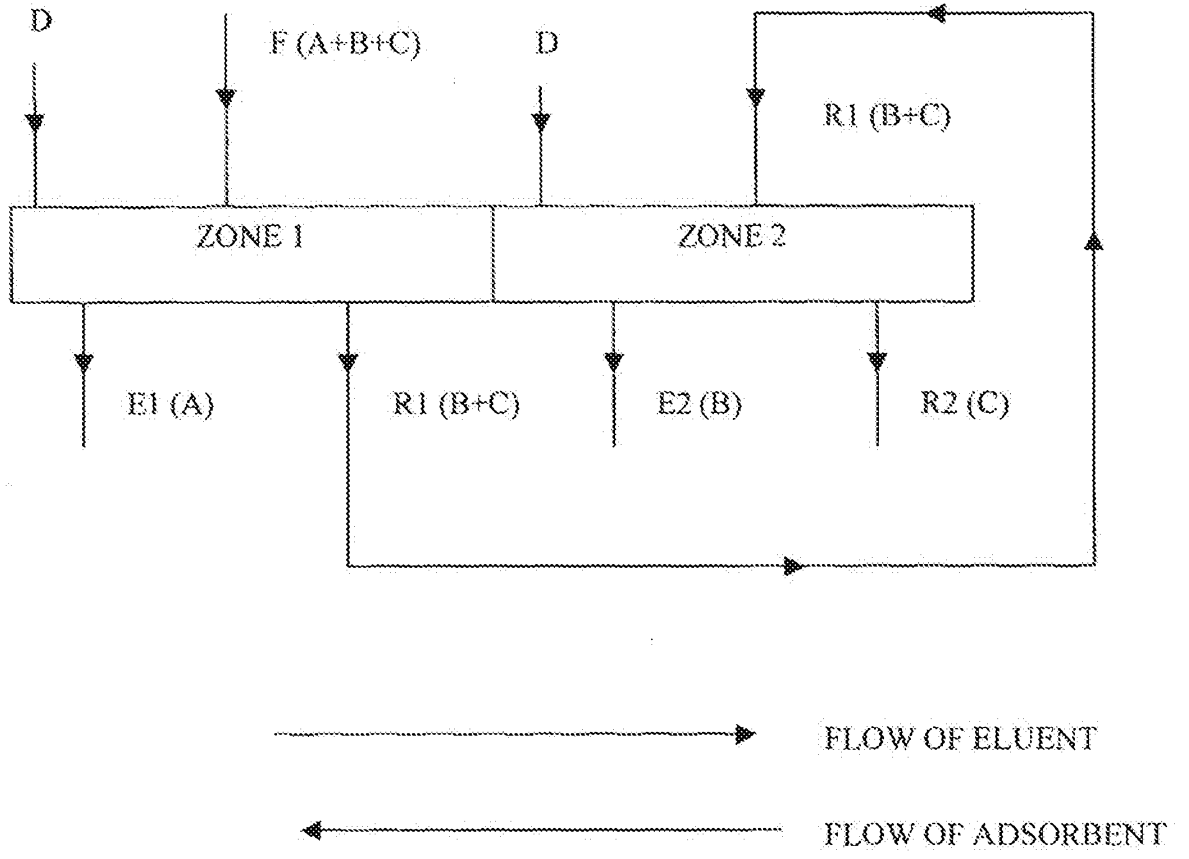 D
F (A+B+C)
D
R1 (B+C)
ZONE 1
ZONE 2
E1 (A)
R1 (B+C)
E2 (B)
R2 (C)
FLOW OF ELUENT
FLOW OF ADSORBENT